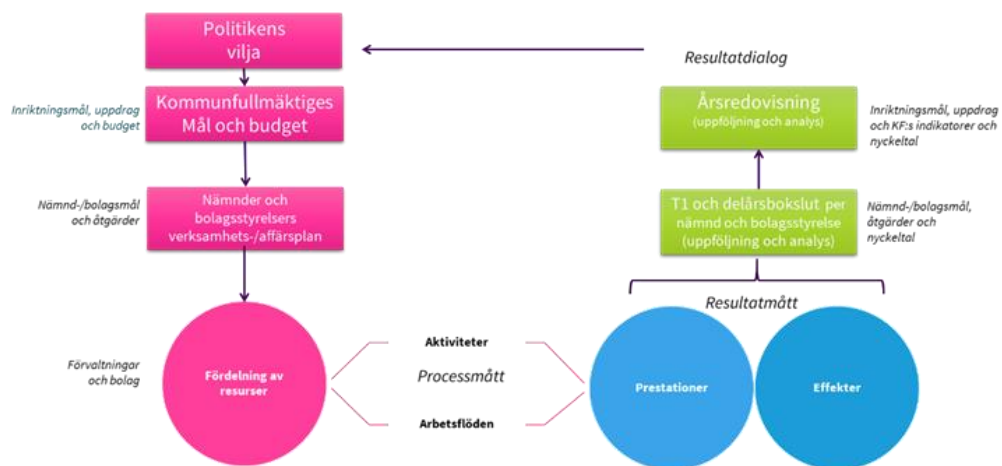 Politikens
vilja
Resultatdialog
Inriktningsmål, uppdrag
och budget
Kommunfullmäktiges
Mål och budget
Årsredovisning
(uppföljning och analys)
Inriktningsmål, uppdrag
och KF:s indikatorer och
nyckeltal
Nämnd-/bolagsmål
och åtgärder
Nämnder och
bolagsstyrelsers
verksamhets-/affärsplan
T1 och delårsbokslut per
nämnd och bolagsstyrelse
(uppföljning och analys)
Nämnd-/bolagsmål,
åtgärder och
nyckeltal
Resultatmått
Förvaltningar
och bolag
Fördelning av
resurser
Aktiviteter
Processmått
Arbetsflöden
Prestationer
Effekter